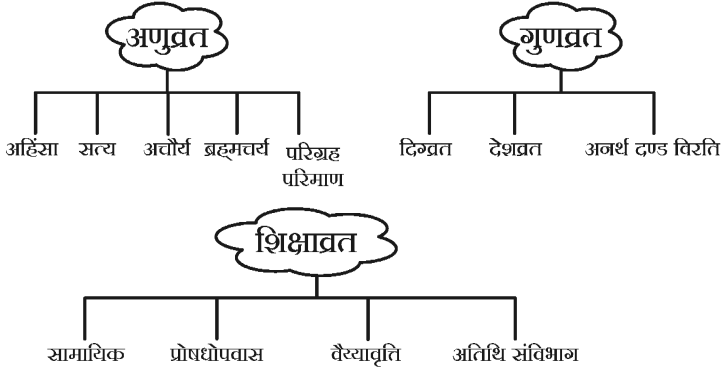 अणुव्रत
गुणव्रत
अहिंसा सत्य अचौर्य ब्रह्मचर्य परिग्रह
परिमाण
दिग्व्रत देशव्रत अनर्थ दण्ड विरति
शिक्षाव्रत
सामायिक प्रोषधोपवास वैय्यावृत्ति अतिथि संविभाग